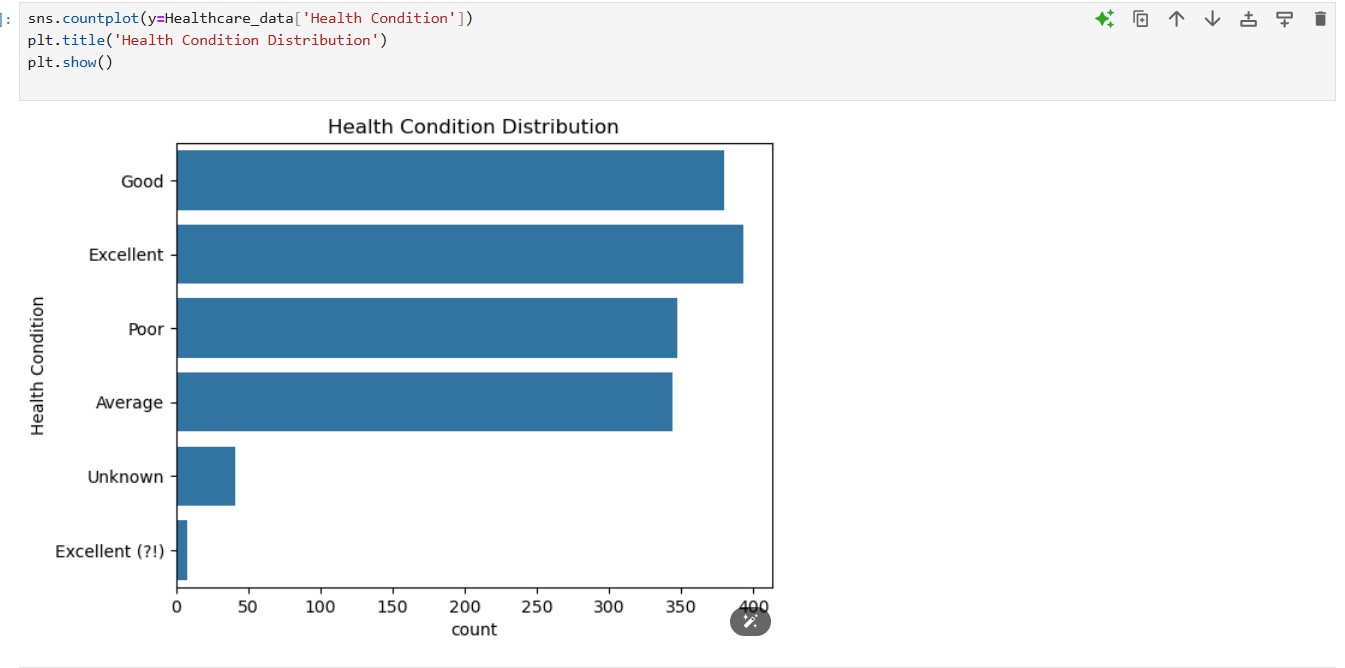 ]:
sns.countplot(y=Healthcare_data['Health Condition'])
plt.title('Health Condition Distribution')
plt.show()
Health Condition Distribution
Health Condition
Good
Excellent
Poor
Average
Unknown
Excellent (?!)
0 50 100 150 200 250 300 350 400
count